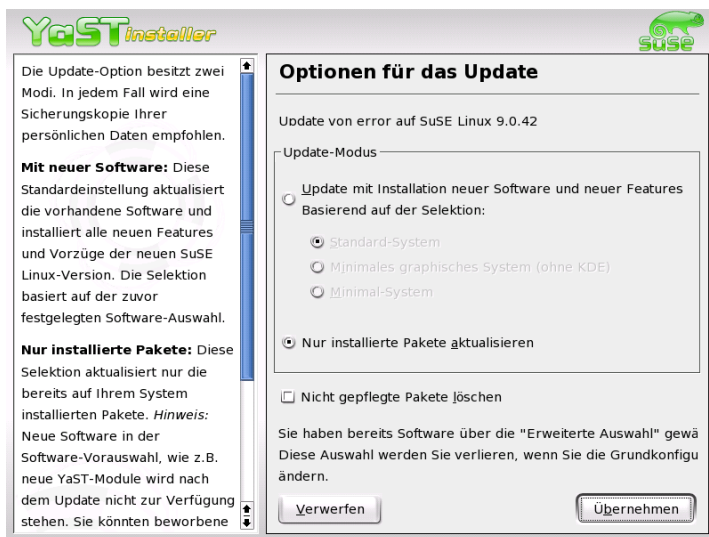 YaST installer
SuSE
Die Update-Option besitzt zwei
Modi. In jedem Fall wird eine
Sicherungskopie Ihrer
persönlichen Daten empfohlen.
Mit neuer Software: Diese
Standardeinstellung aktualisiert
die vorhandene Software und
installiert alle neuen Features
und Vorzüge der neuen SuSE
Linux-Version. Die Selektion
basiert auf der zuvor
festgelegten Software-Auswahl.
Nur installierte Pakete: Diese
Selektion aktualisiert nur die
bereits auf Ihrem System
installierten Pakete. Hinweis:
Neue Software in der
Software-Vorauswahl, wie z.B.
neue YaST-Module wird nach
dem Update nicht zur Verfügung
stehen. Sie könnten beworbene
Optionen für das Update
Update von error auf SuSE Linux 9.0.42
Update-Modus
Update mit Installation neuer Software und neuer Features
Basierend auf der Selektion:
Standard-System
Minimales graphisches System (ohne KDE)
Minimal-System
Nur installierte Pakete aktualisieren
Nicht gepflegte Pakete löschen
Sie haben bereits Software über die "Erweiterte Auswahl" gewä
Diese Auswahl werden Sie verlieren, wenn Sie die Grundkonfigu
ändern.
Verwerfen
Übernehmen